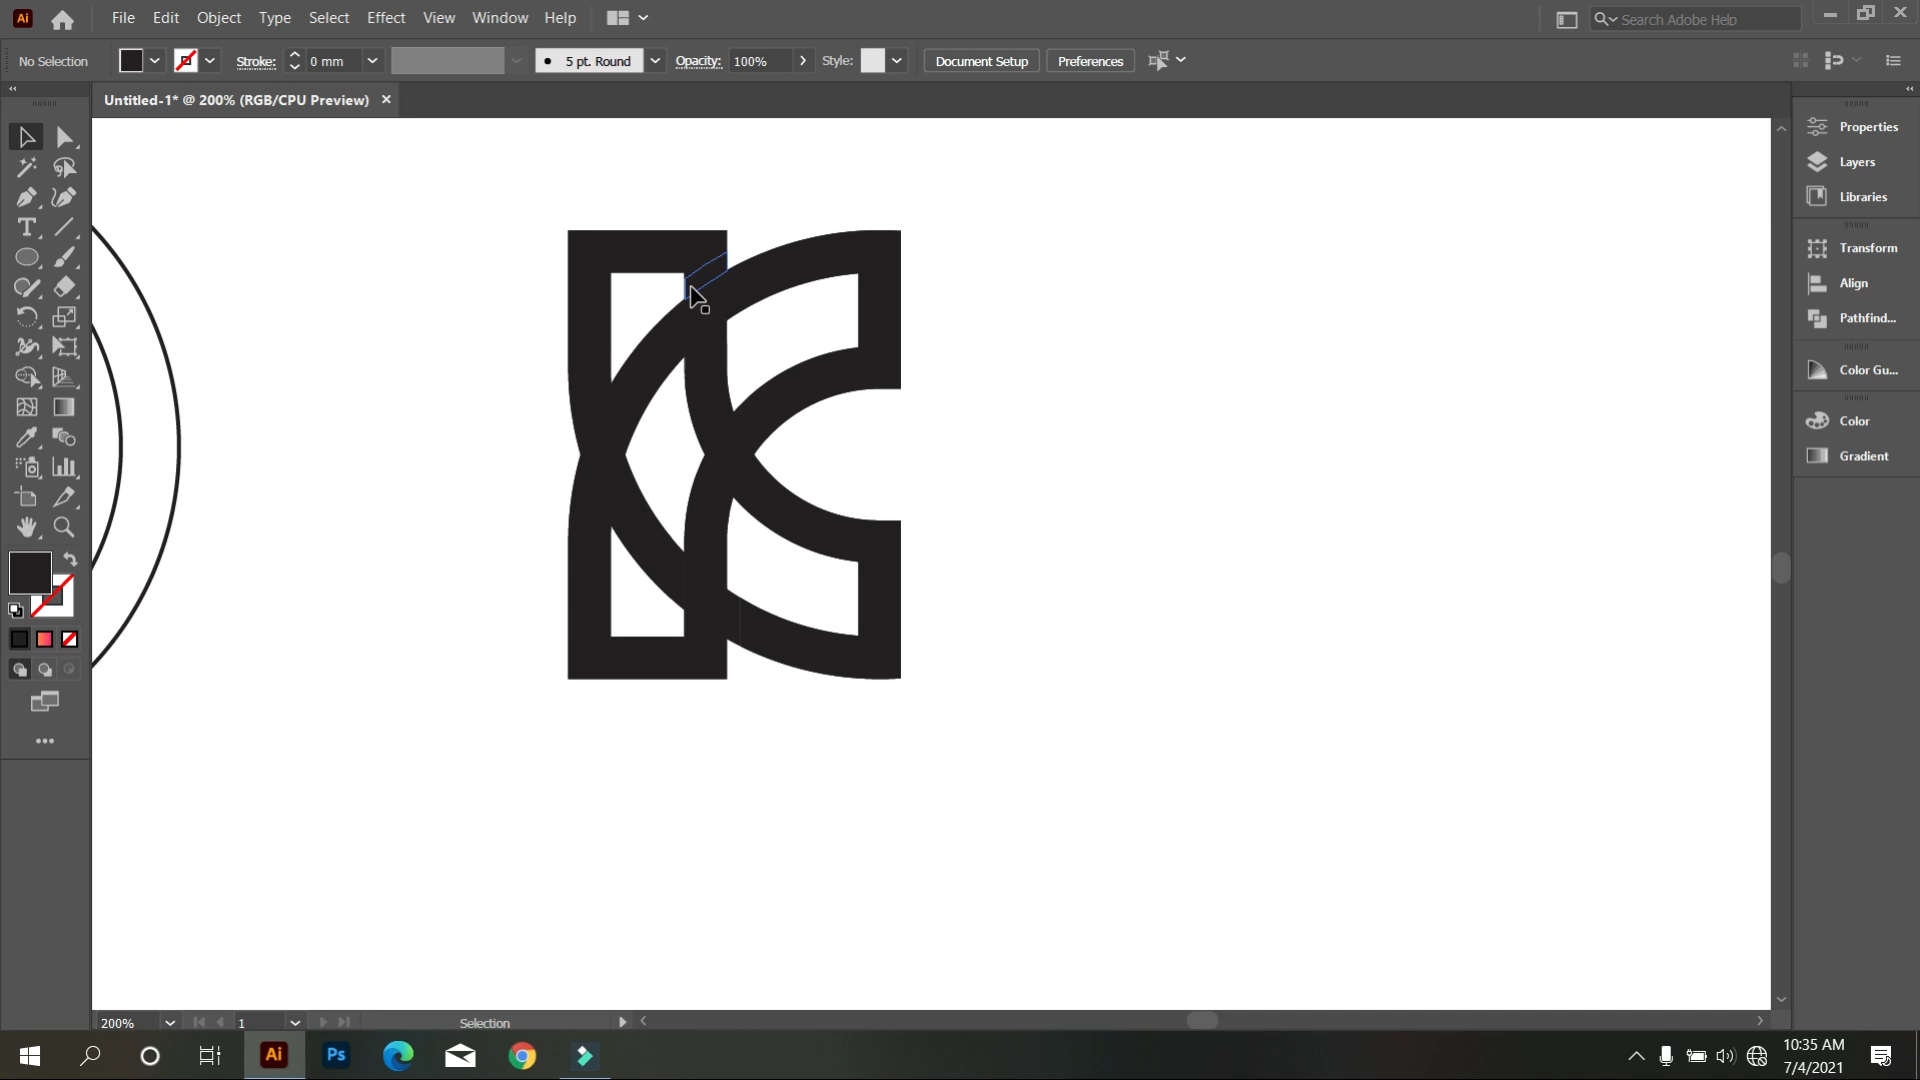 Ai
File Edit Object Type Select Effect View Window Help
Search Adobe Help
No Selection
Stroke: 0 mm
5 pt. Round
Opacity: 100%
Style:
Document Setup
Preferences
Untitled-1* @ 200% (RGB/CPU Preview)
Properties
Layers
Libraries
Transform
Align
Pathfind...
Color Gu...
Color
Gradient
200%
1
Selection
Ai
Ps
10:35 AM
7/4/2021